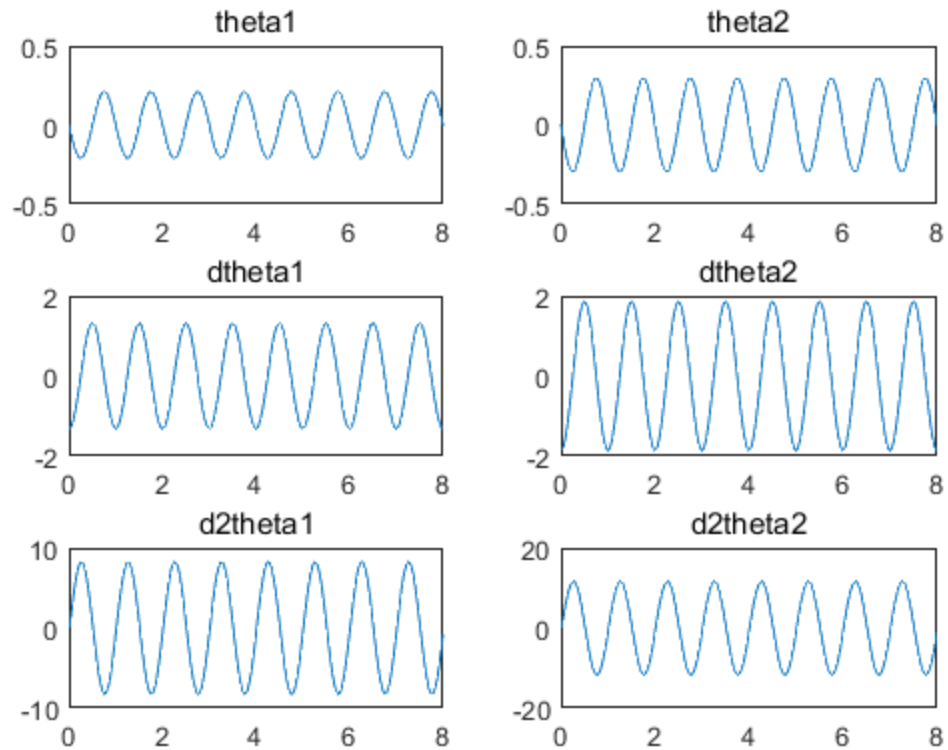 theta1 theta2
0.5 0.5
0 0
-0.5 -0.5
0 2 4 6 8 0 2 4 6 8
dtheta1 dtheta2
2 2
0 0
-2 -2
0 2 4 6 8 0 2 4 6 8
d2theta1 d2theta2
10 20
0 0
-10 -20
0 2 4 6 8 0 2 4 6 8